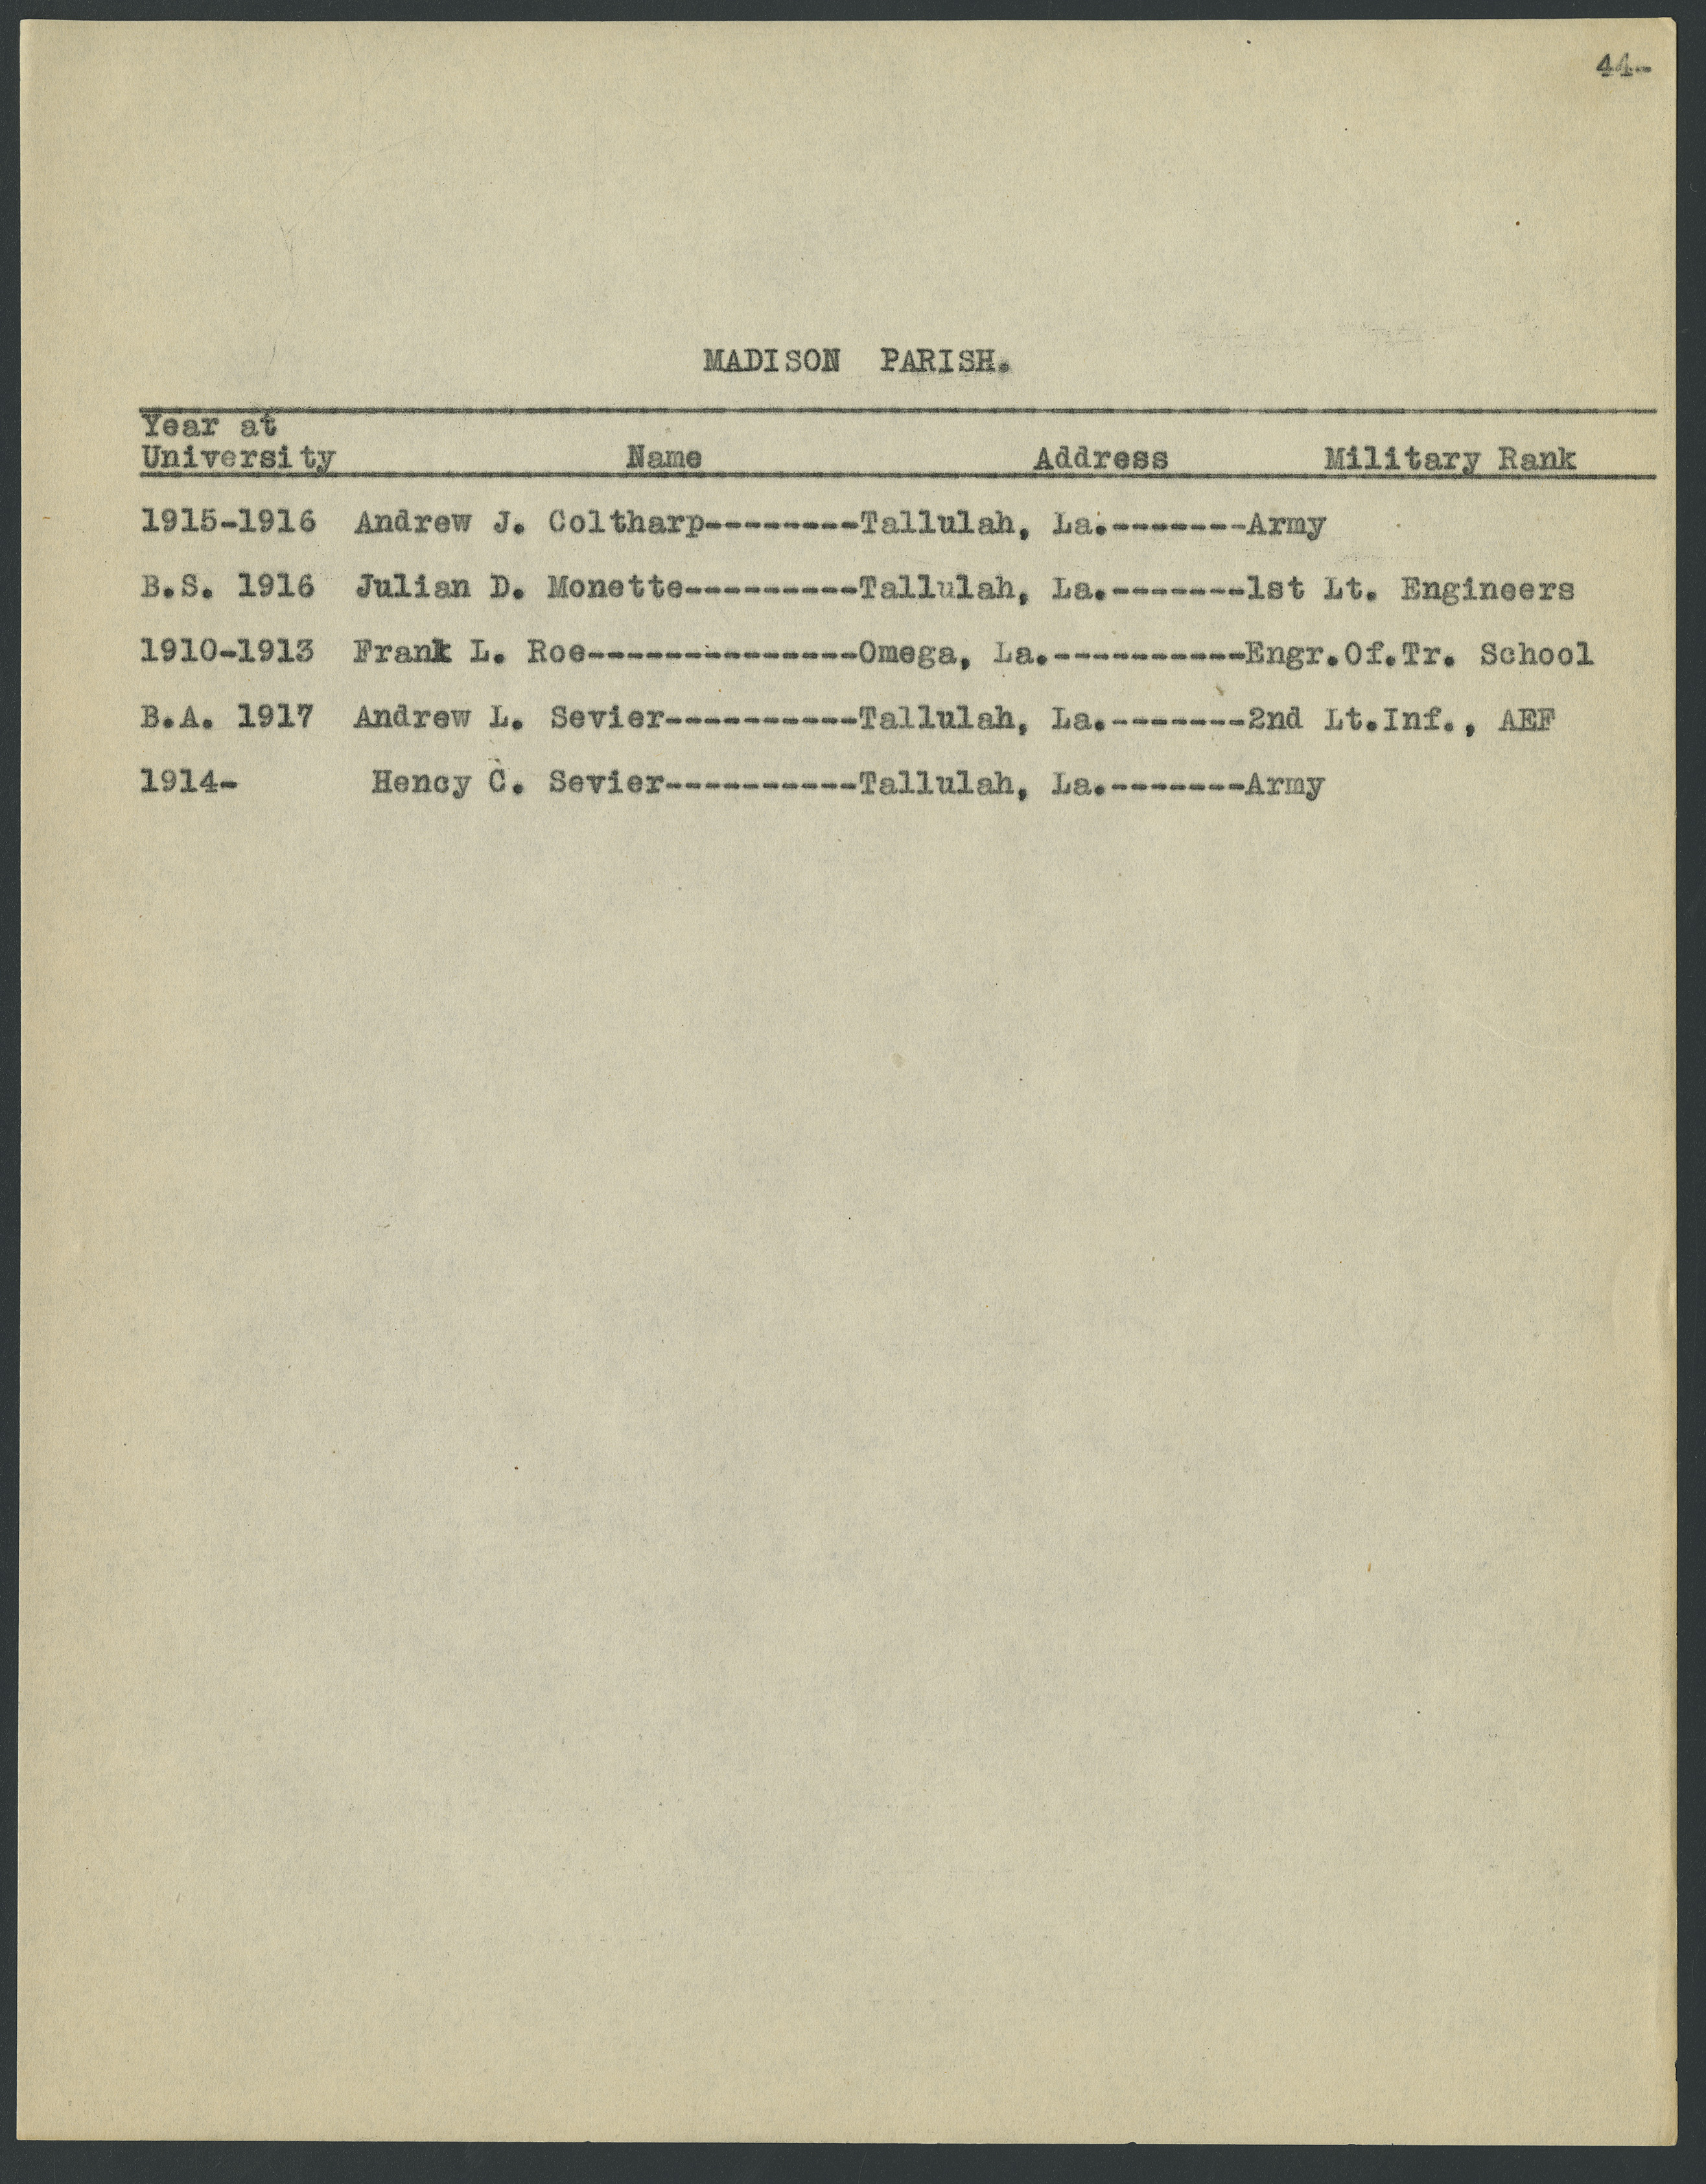 44-
MADISON PARISH.
Year at
University Name Address Military Rank
1915-1916 Andrew J. Coltharp--------Tallulah, La.-------Army
B.S. 1916 Julian D. Monette---------Tallulah, La.-------1st Lt. Engineers
1910-1913 Frank L. Roe--------------Omega, La.----------Engr.Of.Tr. School
B.A. 1917 Andrew L. Sevier----------Tallulah, La.-------2nd Lt.Inf., AEF
1914- Hency C. Sevier----------Tallulah, La.-------Army